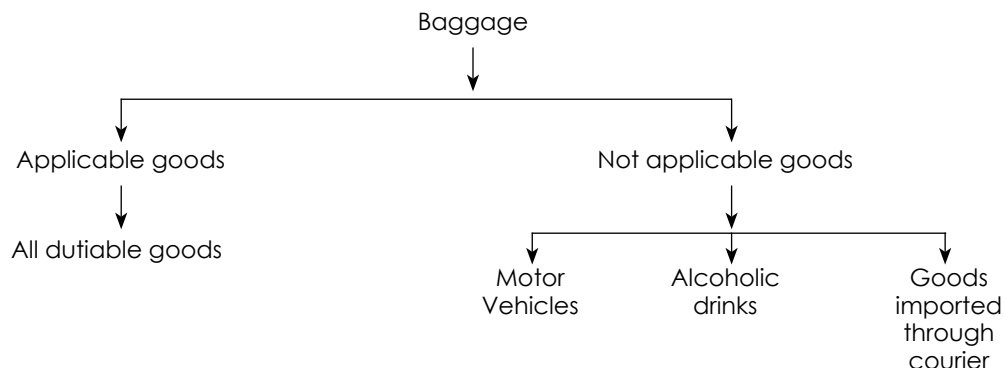 Baggage
Applicable goods
Not applicable goods
All dutiable goods
Motor
Vehicles
Alcoholic
drinks
Goods
imported
through
courier